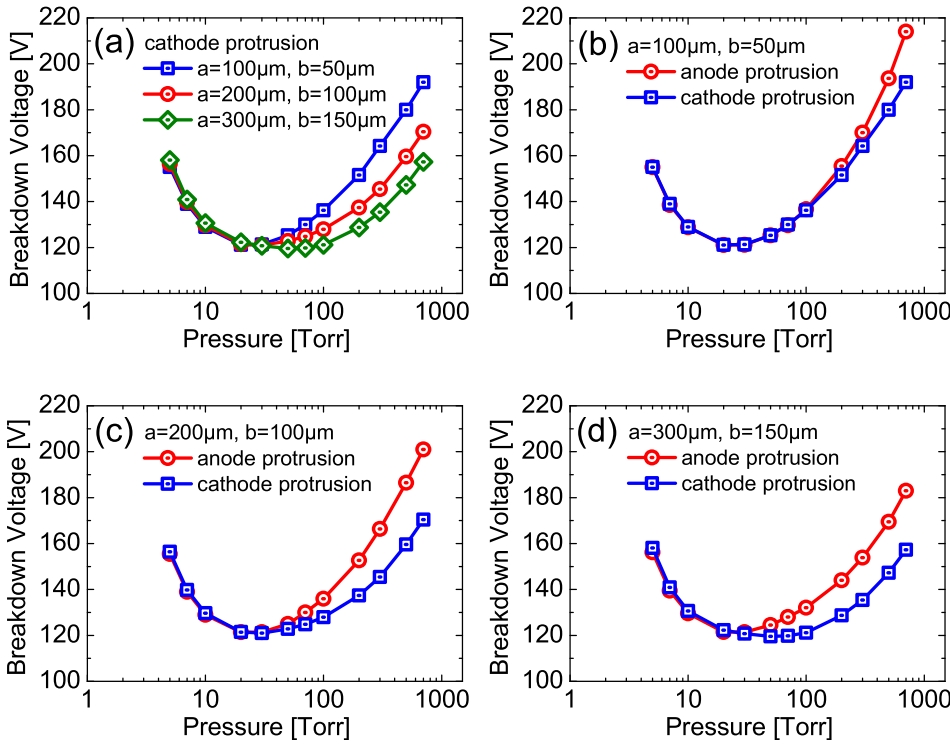 (a)
cathode protrusion
a=100µm, b=50µm
a=200µm, b=100µm
a=300µm, b=150µm
Breakdown Voltage [V]
220
200
180
160
140
120
100
1
10
100
1000
Pressure [Torr]
(b)
a=100µm, b=50µm
anode protrusion
cathode protrusion
Breakdown Voltage [V]
220
200
180
160
140
120
100
1
10
100
1000
Pressure [Torr]
(c)
a=200µm, b=100µm
anode protrusion
cathode protrusion
Breakdown Voltage [V]
220
200
180
160
140
120
100
1
10
100
1000
Pressure [Torr]
(d)
a=300µm, b=150µm
anode protrusion
cathode protrusion
Breakdown Voltage [V]
220
200
180
160
140
120
100
1
10
100
1000
Pressure [Torr]